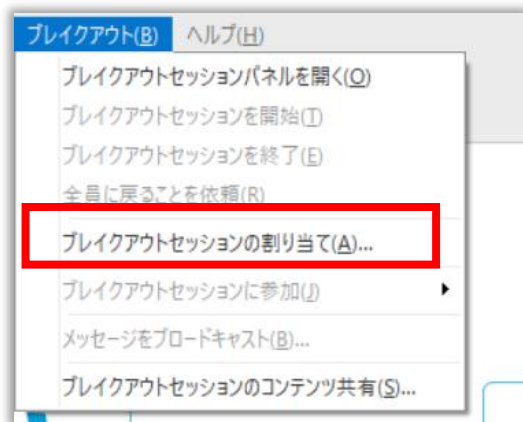 ブレイクアウト(B) ヘルプ(H)
ブレイクアウトセッションパネルを開く(O)
ブレイクアウトセッションを開始(T)
ブレイクアウトセッションを終了(E)
全員に戻ることを依頼(R)
ブレイクアウトセッションの割り当て(A)...
ブレイクアウトセッションに参加(J)
メッセージをブロードキャスト(B)...
ブレイクアウトセッションのコンテンツ共有(S)...